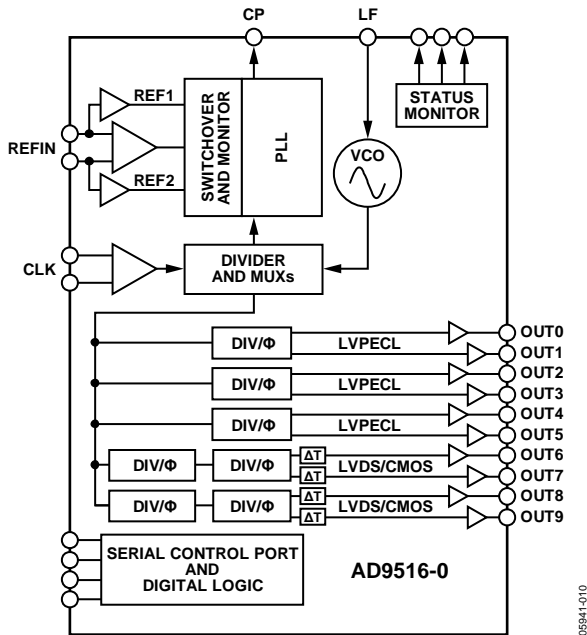 CP
LF
REF1
REFIN
REF2
SWITCHOVER
AND MONITOR
PLL
STATUS
MONITOR
VCO
CLK
DIVIDER
AND MUXs
DIV/Φ
LVPECL
OUT0
OUT1
DIV/Φ
LVPECL
OUT2
OUT3
DIV/Φ
LVPECL
OUT4
OUT5
DIV/Φ
DIV/Φ
ΔT
ΔT
LVDS/CMOS
OUT6
OUT7
DIV/Φ
DIV/Φ
ΔT
ΔT
LVDS/CMOS
OUT8
OUT9
SERIAL CONTROL PORT
AND
DIGITAL LOGIC
AD9516-0
05941-010